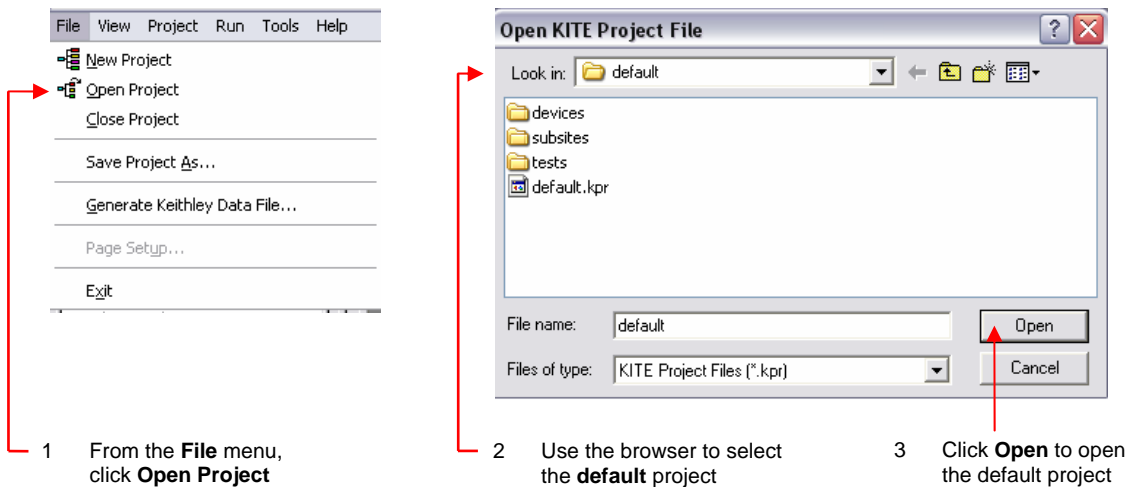 File View Project Run Tools Help
New Project
Open Project
Close Project
Save Project As...
Generate Keithley Data File...
Page Setup...
Exit
Open KITE Project File
Look in: default
devices
subsites
tests
default.kpr
File name: default
Open
Files of type: KITE Project Files (*.kpr)
Cancel
1 From the File menu,
click Open Project
2 Use the browser to select
the default project
3 Click Open to open
the default project